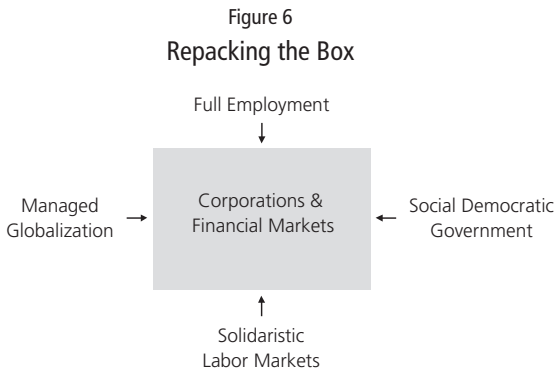 Figure 6
Repacking the Box
Full Employment
Managed
Globalization
Corporations &
Financial Markets
Social Democratic
Government
Solidaristic
Labor Markets